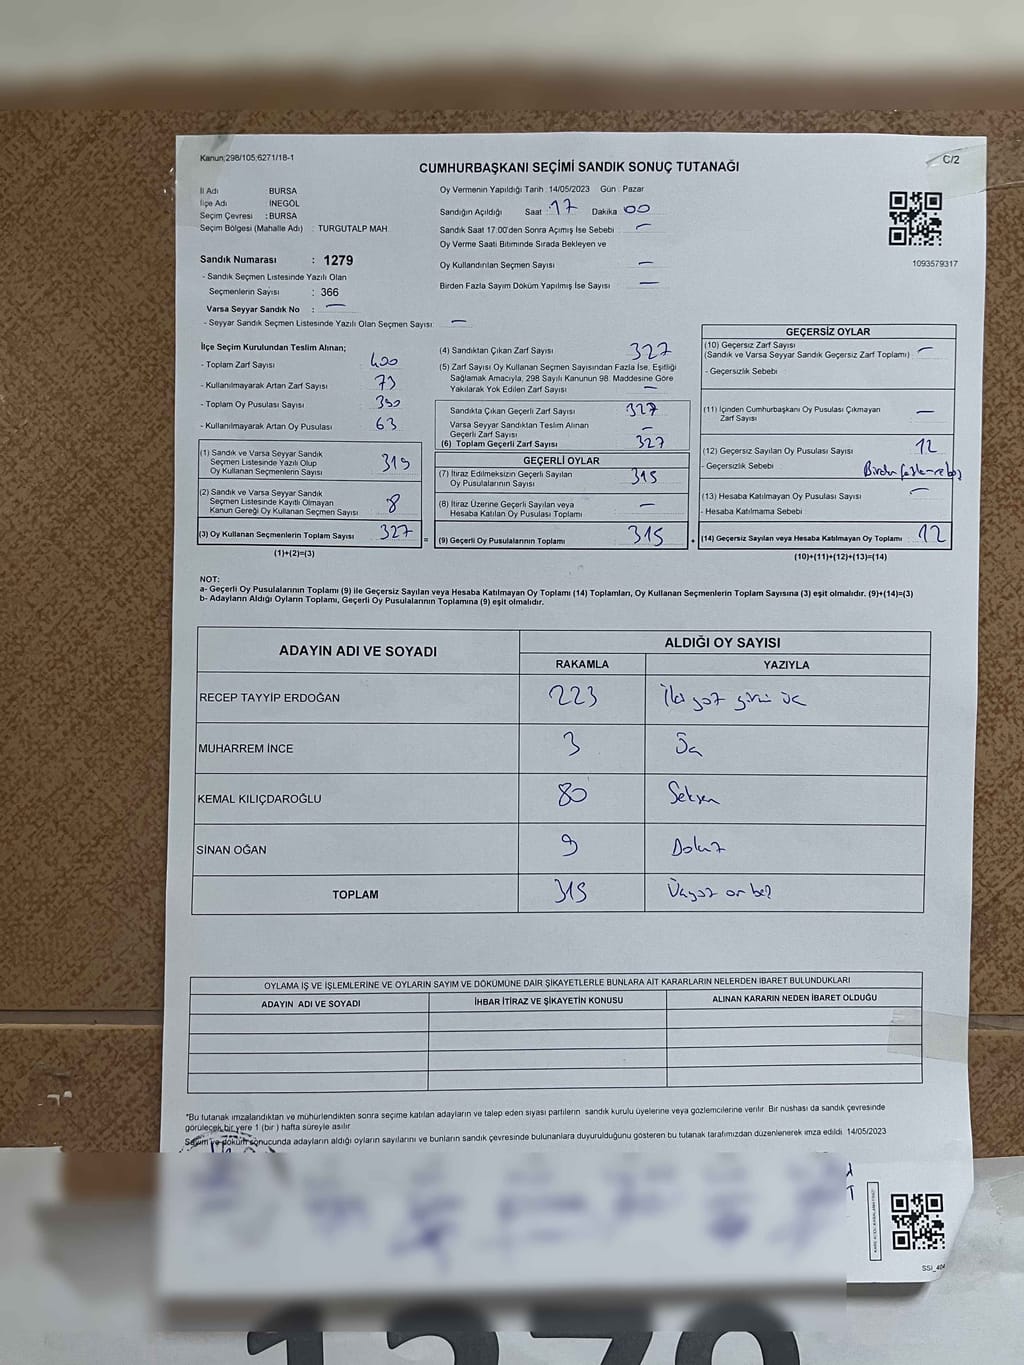 Kanun;298/105;6271/18-1
C/2
CUMHURBAŞKANI SEÇİMİ SANDIK SONUÇ TUTANAĞI
İl Adı BURSA
İlçe Adı İNEGÖL
Seçim Çevresi : BURSA
Seçim Bölgesi (Mahalle Adı) : TURGUTALP MAH.
Oy Vermenin Yapıldığı Tarih 14/05/2023 Gün Pazar
Sandığın Açıldığı Saat 17 Dakika 00
Sandık Saat 17:00'den Sonra Açımış İse Sebebi —
Oy Verme Saati Bitiminde Sırada Bekleyen ve
Oy Kullandırılan Seçmen Sayısı —
Birden Fazla Sayım Döküm Yapılmış İse Sayısı —
1093579317
Sandık Numarası : 1279
- Sandık Seçmen Listesinde Yazılı Olan
Seçmenlerin Sayısı : 366
Varsa Seyyar Sandık No : —
- Seyyar Sandık Seçmen Listesinde Yazılı Olan Seçmen Sayısı: —
İlçe Seçim Kurulundan Teslim Alınan;
- Toplam Zarf Sayısı 400
- Kullanılmayarak Artan Zarf Sayısı 73
- Toplam Oy Pusulası Sayısı 390
- Kullanılmayarak Artan Oy Pusulası 63
(1) Sandık ve Varsa Seyyar Sandık
Seçmen Listesinde Yazılı Olup
Oy Kullanan Seçmenlerin Sayısı 319
(2) Sandık ve Varsa Seyyar Sandık
Seçmen Listesinde Kayıtlı Olmayan
Kanun Gereği Oy Kullanan Seçmen Sayısı 8
(3) Oy Kullanan Seçmenlerin Toplam Sayısı 327
(1)+(2)=(3)
=
(4) Sandıktan Çıkan Zarf Sayısı 327
(5) Zarf Sayısı Oy Kullanan Seçmen Sayısından Fazla İse, Eşitliği
Sağlamak Amacıyla, 298 Sayılı Kanunun 98. Maddesine Göre
Yakılarak Yok Edilen Zarf Sayısı —
Sandıkta Çıkan Geçerli Zarf Sayısı 327
Varsa Seyyar Sandıktan Teslim Alınan
Geçerli Zarf Sayısı —
(6) Toplam Geçerli Zarf Sayısı 327
GEÇERLİ OYLAR
(7) İtiraz Edilmeksizin Geçerli Sayılan
Oy Pusulalarının Sayısı 315
(8) İtiraz Üzerine Geçerli Sayılan veya
Hesaba Katılan Oy Pusulası Toplamı —
(9) Geçerli Oy Pusulalarının Toplamı 315
GEÇERSİZ OYLAR
(10) Geçersiz Zarf Sayısı
(Sandık ve Varsa Seyyar Sandık Geçersiz Zarf Toplamı) : —
- Geçersizlik Sebebi
(11) İçinden Cumhurbaşkanı Oy Pusulası Çıkmayan
Zarf Sayısı —
(12) Geçersiz Sayılan Oy Pusulası Sayısı 12
- Geçersizlik Sebebi
(13) Hesaba Katılmayan Oy Pusulası Sayısı —
- Hesaba Katılmama Sebebi
(14) Geçersiz Sayılan veya Hesaba Katılmayan Oy Toplamı 12
(10)+(11)+(12)+(13)=(14)
NOT:
a- Geçerli Oy Pusulalarının Toplamı (9) ile Geçersiz Sayılan veya Hesaba Katılmayan Oy Toplamı (14) Toplamları, Oy Kullanan Seçmenlerin Toplam Sayısına (3) eşit olmalıdır. (9)+(14)=(3)
b- Adayların Aldığı Oyların Toplamı, Geçerli Oy Pusulalarının Toplamına (9) eşit olmalıdır.
ADAYIN ADI VE SOYADI ALDIĞI OY SAYISI
RAKAMLA YAZIYLA
RECEP TAYYİP ERDOĞAN 223 İki yüz yirmi üç
MUHARREM İNCE 3 Üç
KEMAL KILIÇDAROĞLU 80 Seksen
SİNAN OĞAN 9 Dokuz
TOPLAM 315 Üçyüz on beş
OYLAMA İŞ VE İŞLEMLERİNE VE OYLARIN SAYIM VE DÖKÜMÜNE DAİR ŞİKAYETLERLE BUNLARA AİT KARARLARIN NELERDEN İBARET BULUNDUKLARI
ADAYIN ADI VE SOYADI İHBAR İTİRAZ VE ŞİKAYETİN KONUSU ALINAN KARARIN NEDEN İBARET OLDUĞU
*Bu tutanak imzalandıktan ve mühürlendikten sonra seçime katılan adayların ve talep eden siyasi partilerin sandık kurulu üyelerine veya gözlemcilerine verilir. Bir nüshası da sandık çevresinde
görülecek bir yere 1 (bir) hafta süreyle asılır.
Sayım ve döküm sonucunda adayların aldığı oyların sayılarını ve bunların sandık çevresinde bulunanlara duyurulduğunu gösteren bu tutanak tarafımızdan düzenlenerek imza edildi. 14/05/2023
1279